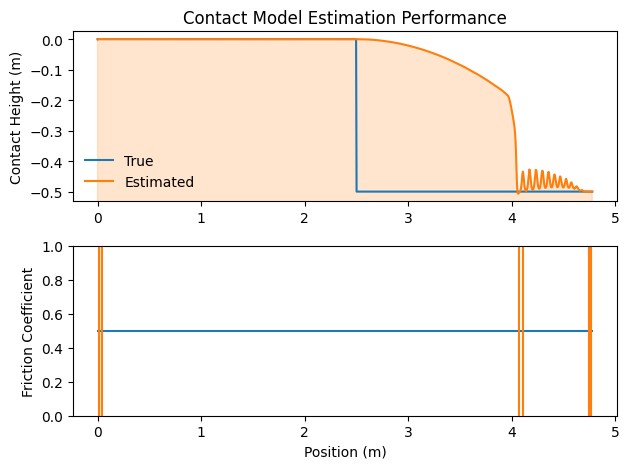 Contact Model Estimation Performance
Contact Height (m)
0.0
−0.1
−0.2
−0.3
−0.4
−0.5
True
Estimated
0 1 2 3 4 5
Friction Coefficient
1.0
0.8
0.6
0.4
0.2
0.0
0 1 2 3 4 5
Position (m)